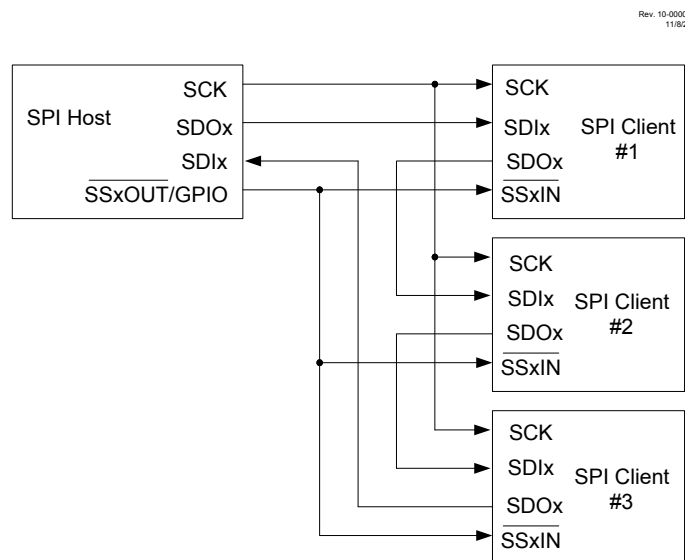 Rev. 10-0000
11/8/2
SCK
SPI Host
SDOx
SDIx
SSxOUT/GPIO
SCK
SDIx
SPI Client
#1
SDOx
SSxIN
SCK
SDIx
SPI Client
#2
SDOx
SSxIN
SCK
SDIx
SPI Client
#3
SDOx
SSxIN